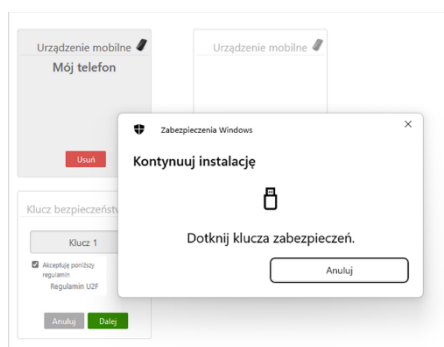 Urządzenie mobilne
Mój telefon
Usuń
Urządzenie mobilne
Zabezpieczenia Windows
Kontynuuj instalację
Dotknij klucza zabezpieczeń.
Anuluj
Klucz bezpieczeństw
Klucz 1
Akceptuję poniższy
regulamin
Regulamin U2F
Anuluj
Dalej